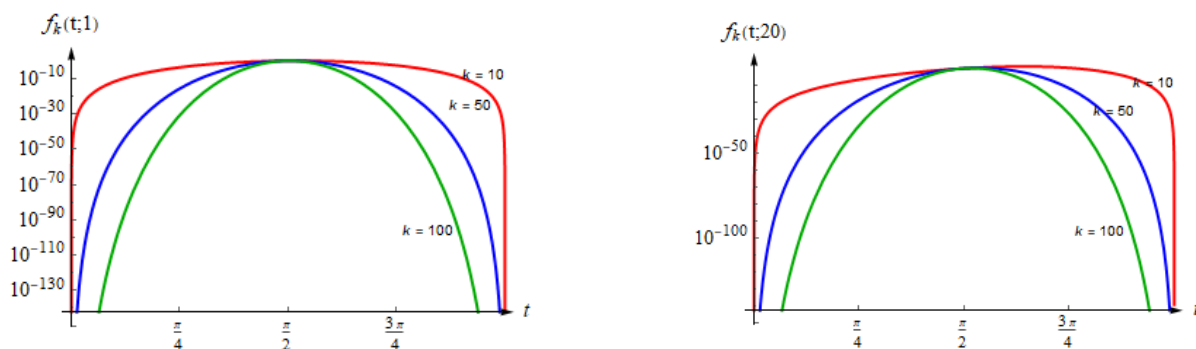 f_k(t;1)
10^{-10}
10^{-30}
10^{-50}
10^{-70}
10^{-90}
10^{-110}
10^{-130}
k = 10
k = 50
k = 100
π/4
π/2
3π/4
t
f_k(t;20)
10^{-50}
10^{-100}
k = 10
k = 50
k = 100
π/4
π/2
3π/4